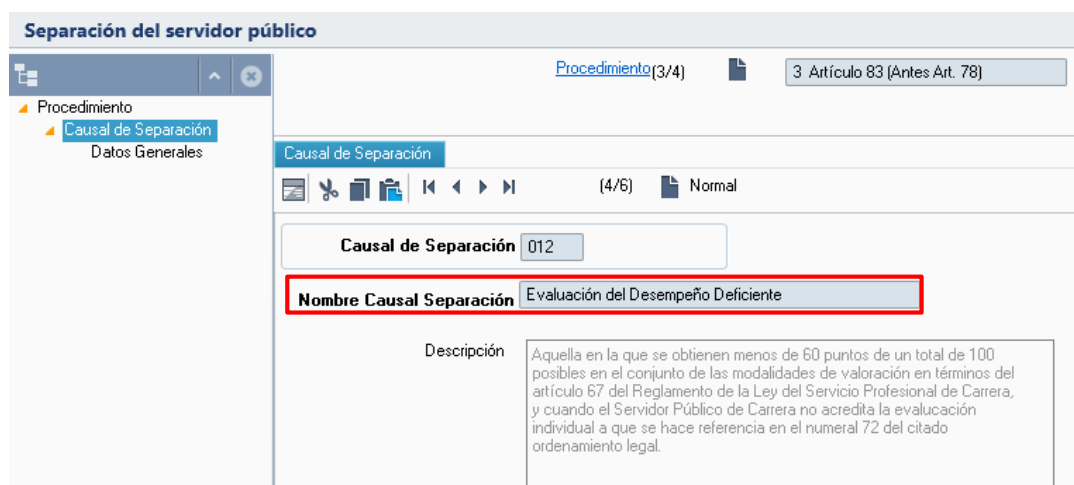 Separación del servidor público
Procedimiento(3/4)
3 Artículo 83 (Antes Art. 78)
Procedimiento
Causal de Separación
Datos Generales
Causal de Separación
(4/6)
Normal
Causal de Separación 012
Nombre Causal Separación Evaluación del Desempeño Deficiente
Descripción
Aquella en la que se obtienen menos de 60 puntos de un total de 100
posibles en el conjunto de las modalidades de valoración en términos del
artículo 67 del Reglamento de la Ley del Servicio Profesional de Carrera,
y cuando el Servidor Público de Carrera no acredita la evalucación
individual a que se hace referencia en el numeral 72 del citado
ordenamiento legal.